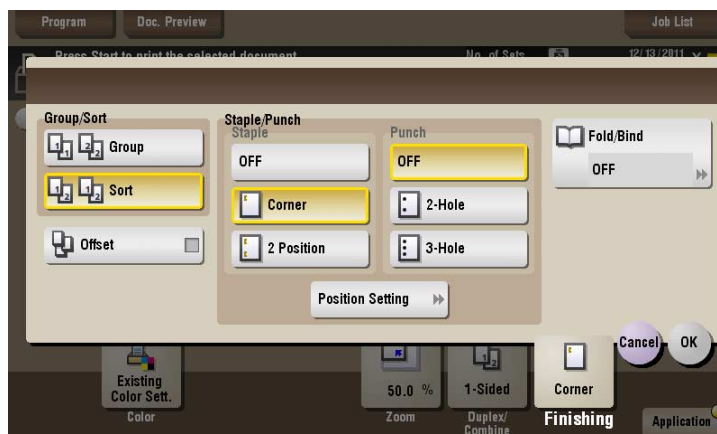 Program
Doc. Preview
Job List
Press Start to print the selected document
No. of Sets
12/13/2011
Group/Sort
Group
Sort
Offset
Staple/Punch
Staple
OFF
Corner
2 Position
Punch
OFF
2-Hole
3-Hole
Position Setting
Fold/Bind
OFF
Cancel
OK
Existing
Color Sett.
Color
50.0 %
Zoom
1-Sided
Duplex/
Combine
Corner
Finishing
Application